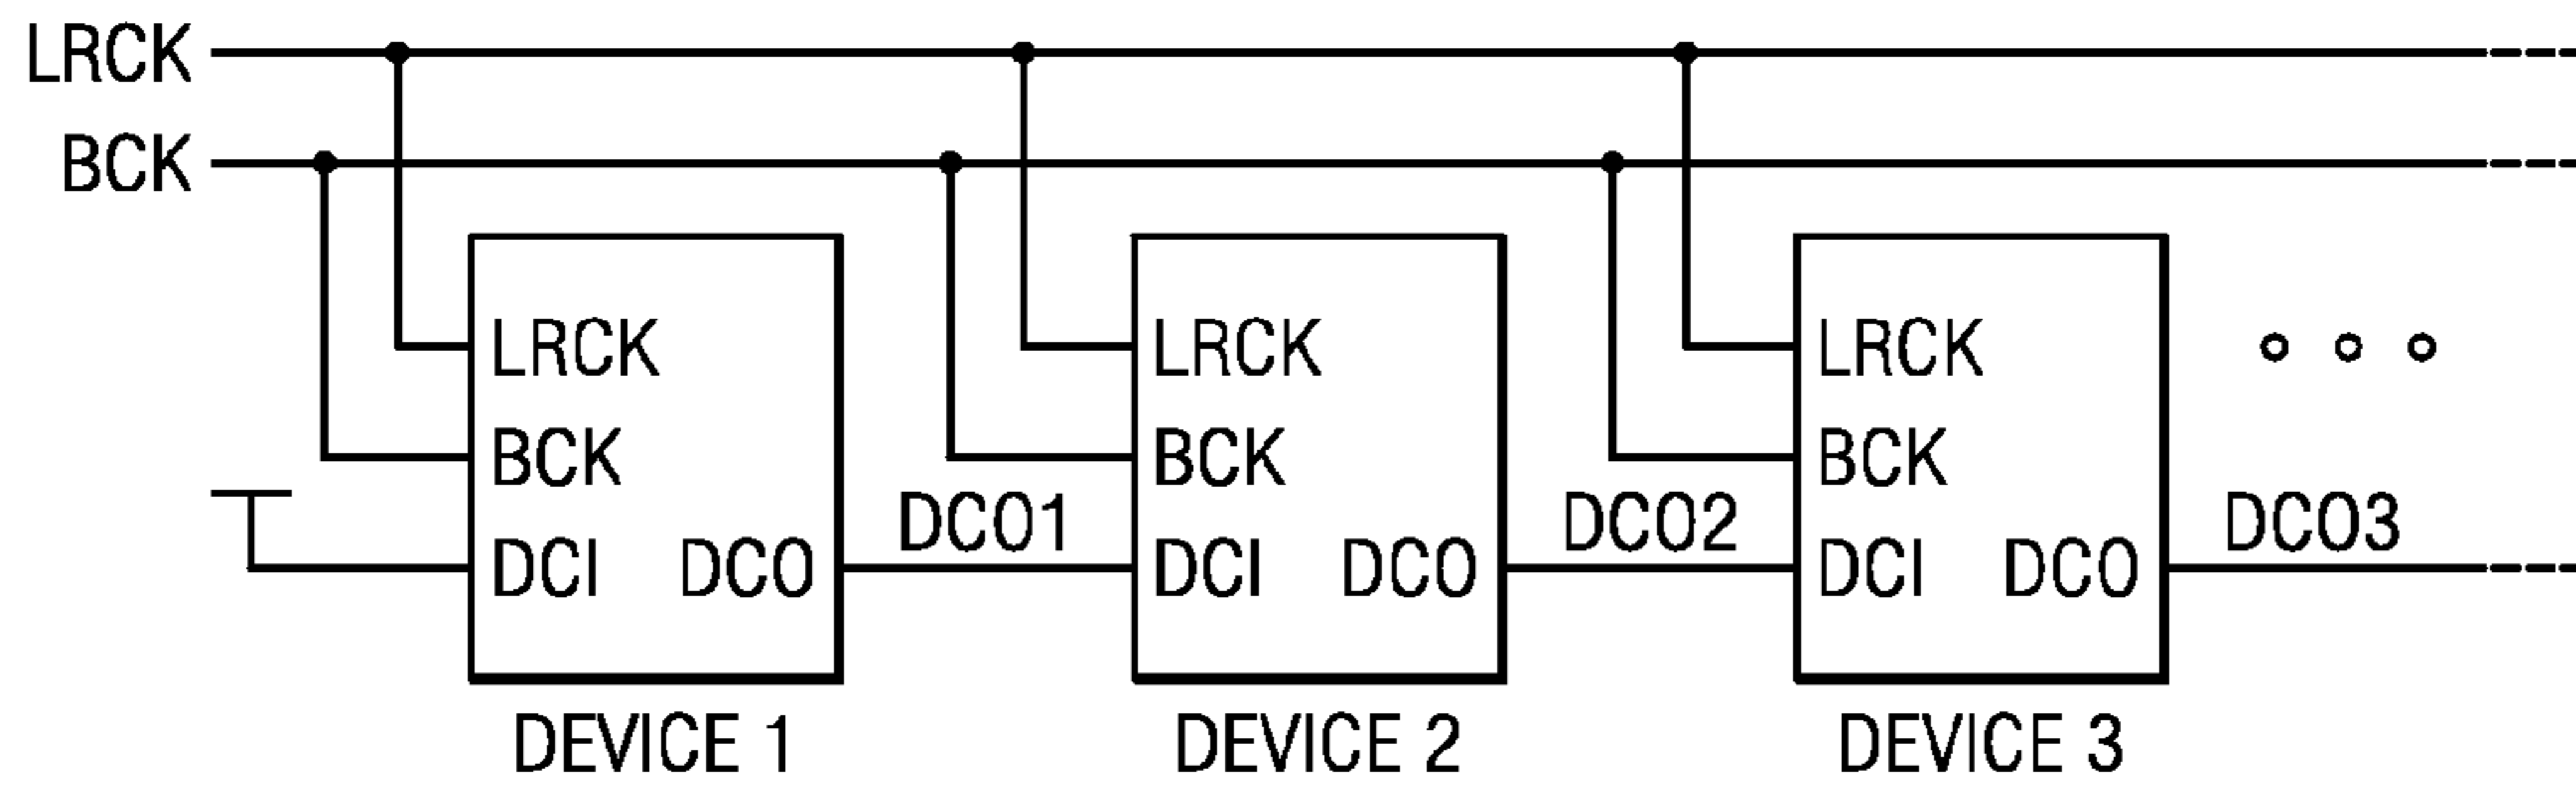 LRCK
BCK
LRCK LRCK LRCK
BCK BCK BCK
DCO1 DCO2 DCO3
DCI DCO DCI DCO DCI DCO
DEVICE 1 DEVICE 2 DEVICE 3